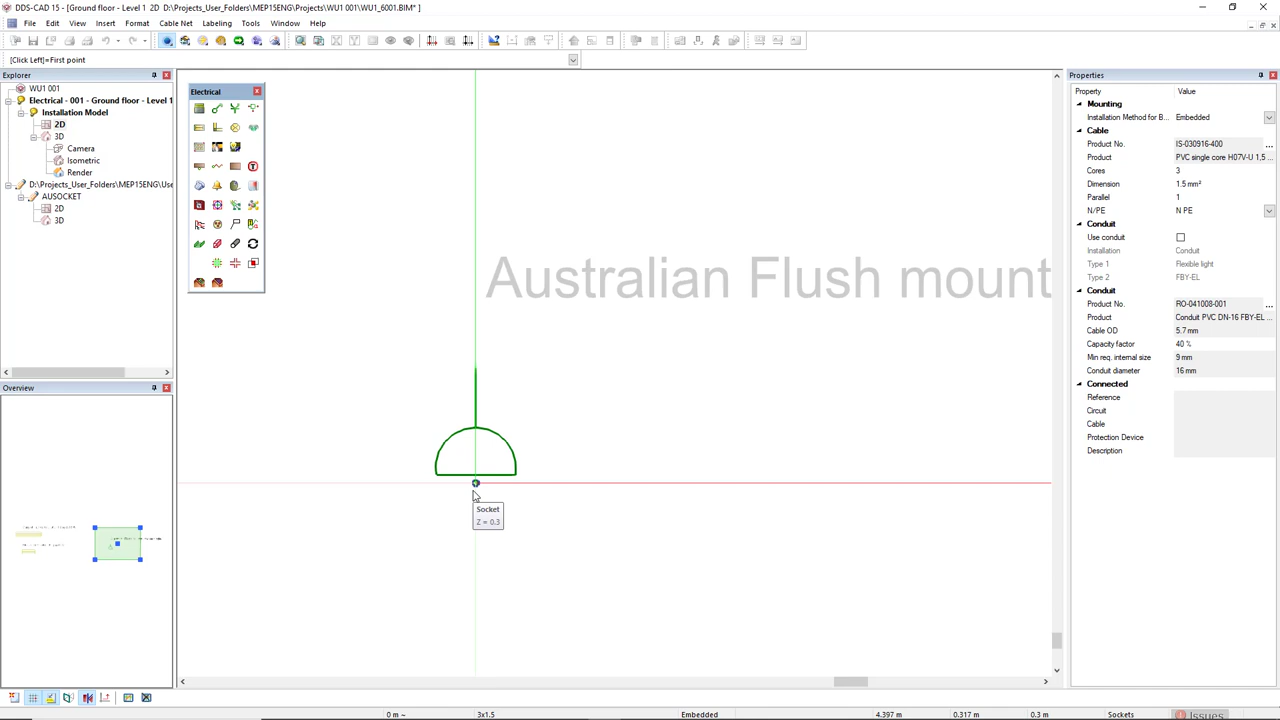 DDS-CAD 15 - [Ground floor - Level 1  2D  D:\Projects_User_Folders\MEP15ENG\Projects\WU1 001\WU1_6001.BIM* ]
File Edit View Insert Format Cable Net Labeling Tools Window Help
[Click Left]=First point
Explorer
WU1 001
Electrical - 001 - Ground floor - Level 1
Installation Model
2D
3D
Camera
Isometric
Render
D:\Projects_User_Folders\MEP15ENG\Use
AUSOCKET
2D
3D
Overview
Electrical
Australian Flush mount
Socket
Z = 0.3
Properties
Property Value
Mounting
Installation Method for B... Embedded
Cable
Product No. IS-030916-400 ...
Product PVC single core H07V-U 1,5 ...
Cores 3
Dimension 1.5 mm²
Parallel 1
N/PE N PE
Conduit
Use conduit
Installation Conduit
Type 1 Flexible light
Type 2 FBY-EL
Conduit
Product No. RO-041008-001 ...
Product Conduit PVC DN-16 FBY-EL ...
Cable OD 5.7 mm
Capacity factor 40 %
Min req. internal size 9 mm
Conduit diameter 16 mm
Connected
Reference
Circuit
Cable
Protection Device
Description
0 m ~ 3x1.5 Embedded 4.397 m 0.317 m 0.3 m Sockets Issues